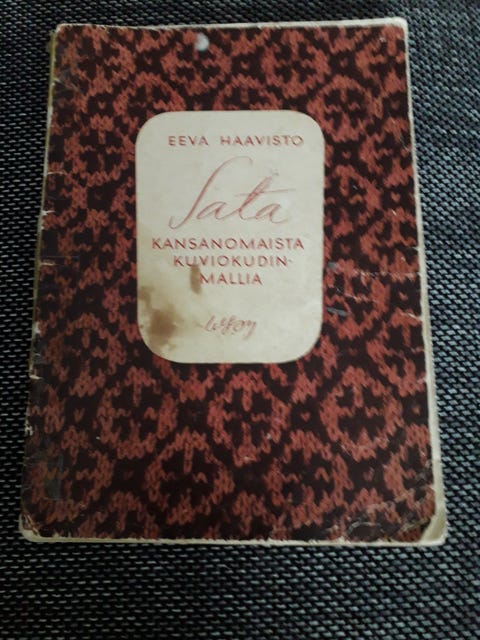 EEVA HAAVISTO
Sata
KANSANOMAISTA
KUVIOKUDIN-
MALLIA
WSOY